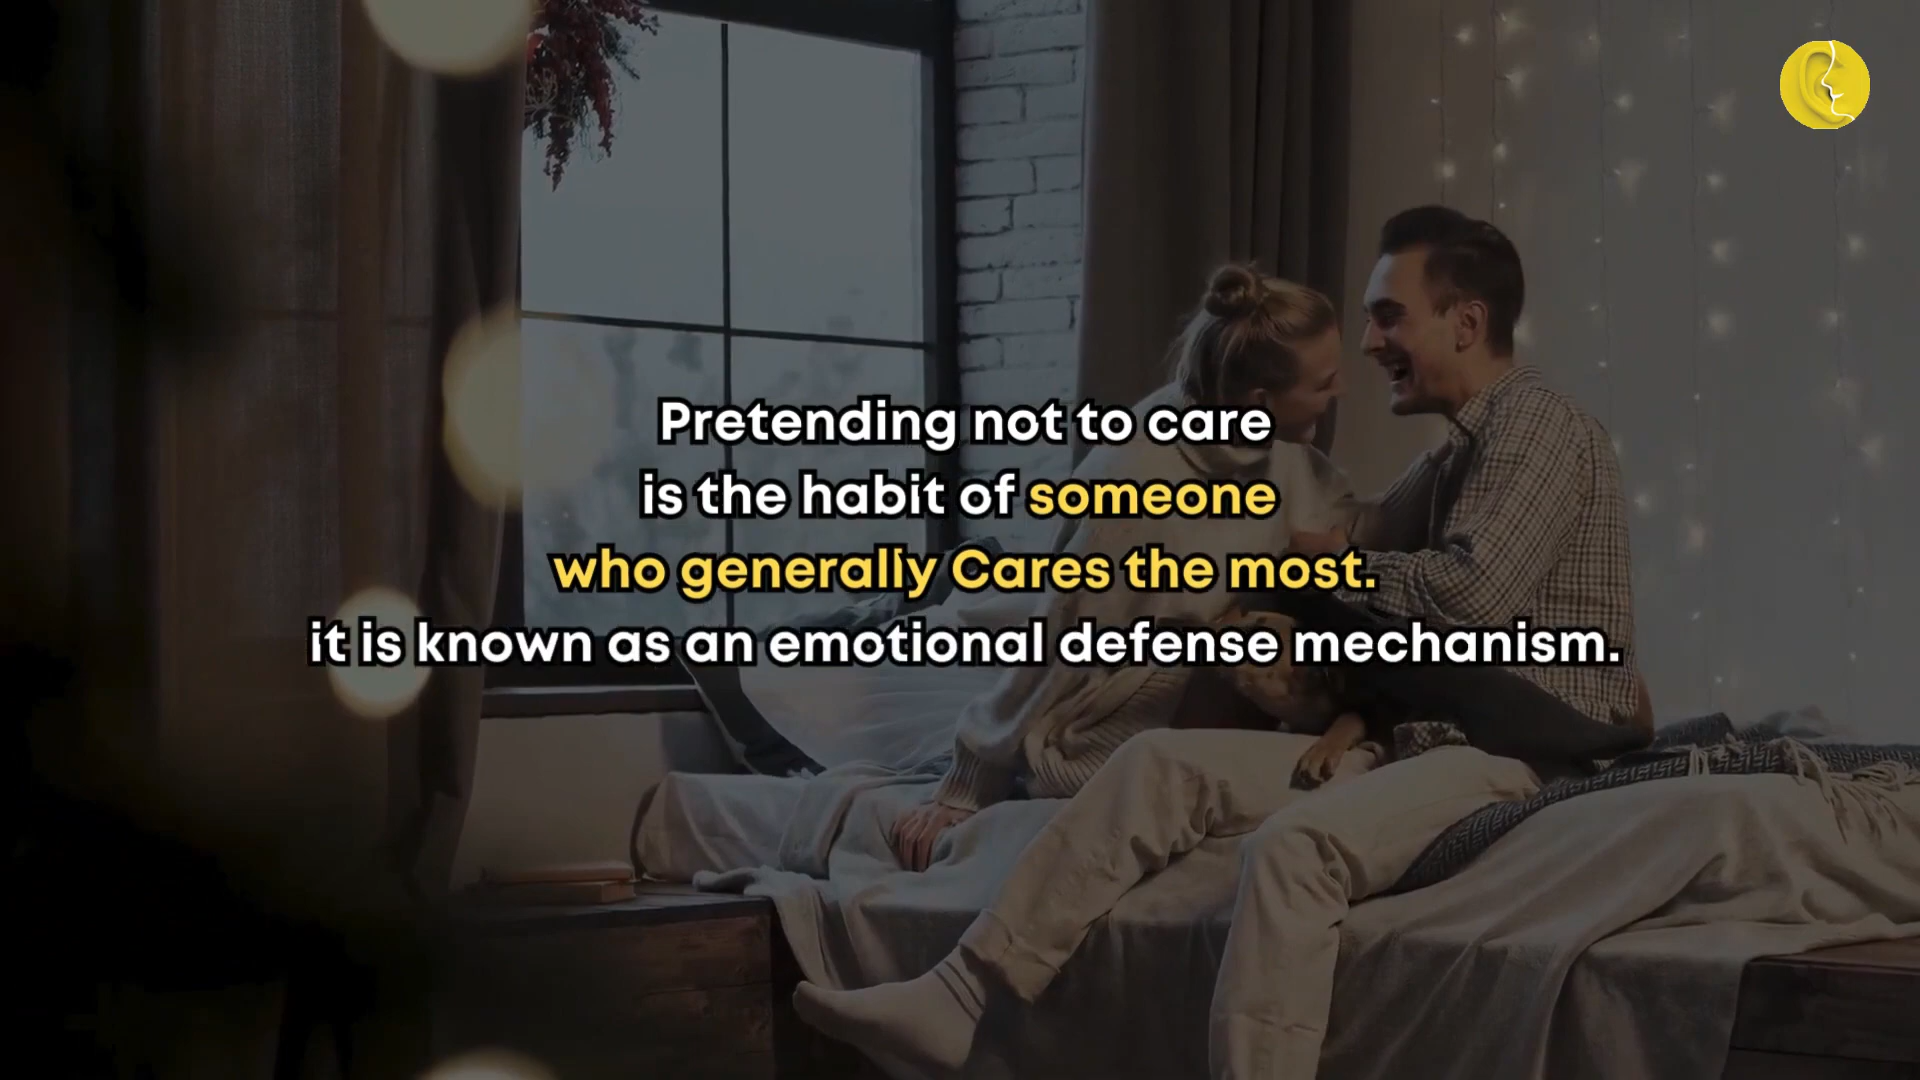 Pretending not to care
is the habit of someone
who generally Cares the most.
it is known as an emotional defense mechanism.